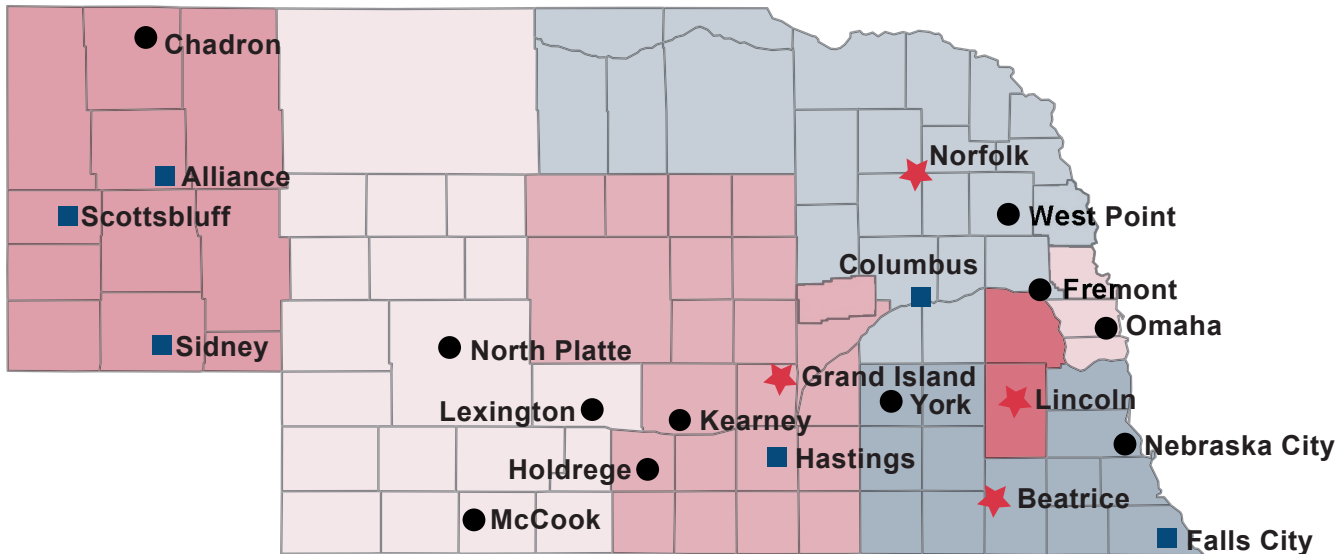 Chadron
Norfolk
Alliance
Scottsbluff
West Point
Columbus
Fremont
Omaha
Sidney
North Platte
Grand Island
Lexington
Kearney
York
Lincoln
Nebraska City
Holdrege
Hastings
McCook
Beatrice
Falls City